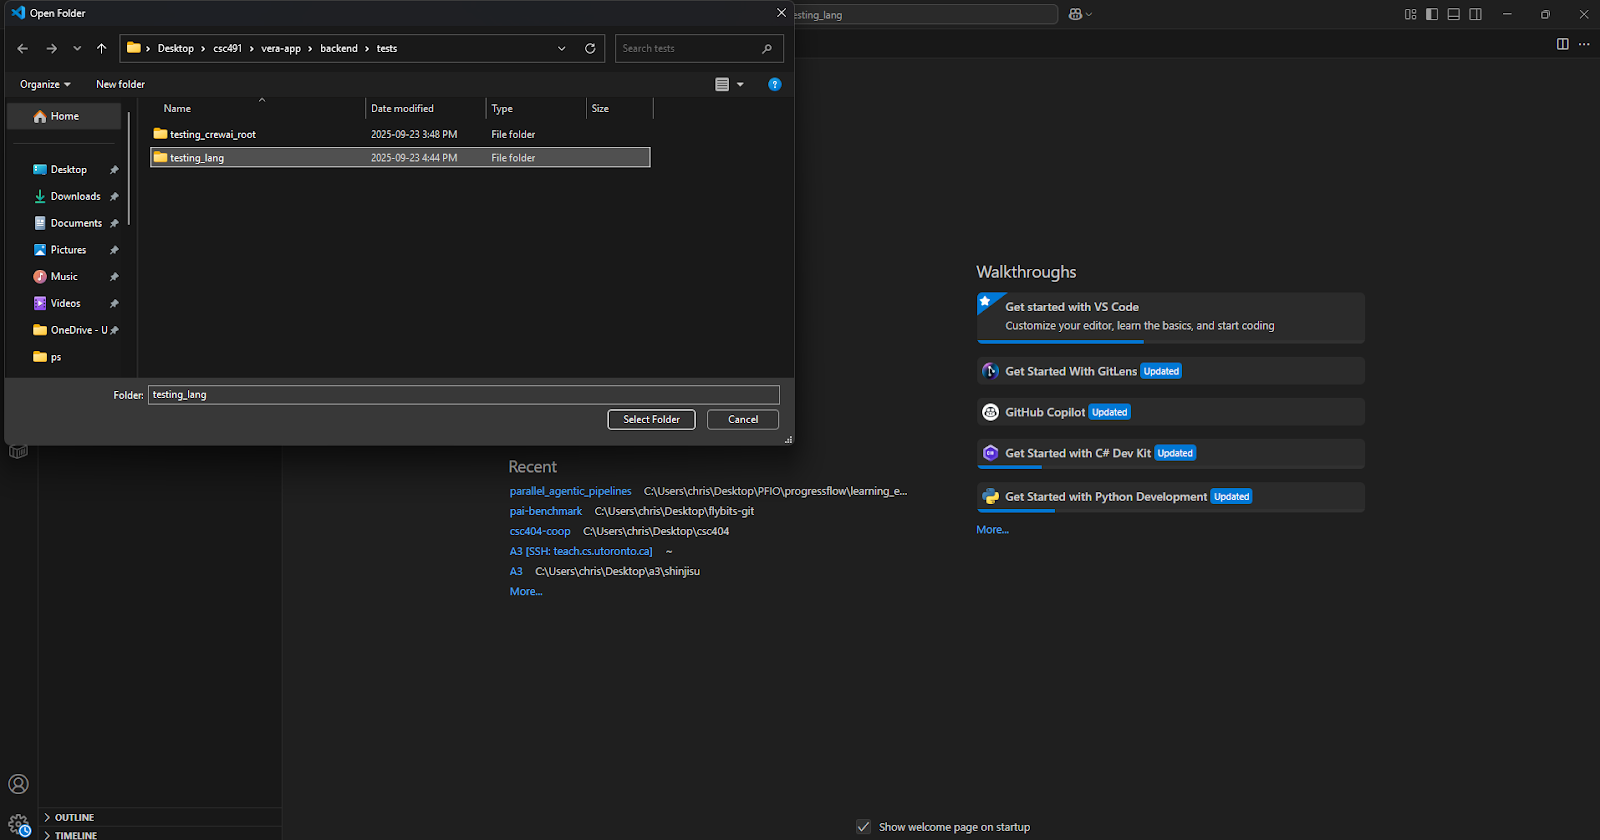 Open Folder
esting_lang
Desktop > csc491 > vera-app > backend > tests
Search tests
Organize
New folder
Name
Date modified
Type
Size
Home
testing_crewai_root
2025-09-23 3:48 PM
File folder
testing_lang
2025-09-23 4:44 PM
File folder
Desktop
Downloads
Documents
Pictures
Music
Videos
OneDrive - U
ps
Folder:
testing_lang
Select Folder
Cancel
Walkthroughs
Get started with VS Code
Customize your editor, learn the basics, and start coding
Get Started With GitLens Updated
GitHub Copilot Updated
Get Started with C# Dev Kit Updated
Get Started with Python Development Updated
More...
Recent
parallel_agentic_pipelines C:\Users\chris\Desktop\PFIO\progressflow\learning_e...
pai-benchmark C:\Users\chris\Desktop\flybits-git
csc404-coop C:\Users\chris\Desktop\csc404
A3 [SSH: teach.cs.utoronto.ca] ~
A3 C:\Users\chris\Desktop\a3\shinjisu
More...
OUTLINE
TIMELINE
Show welcome page on startup